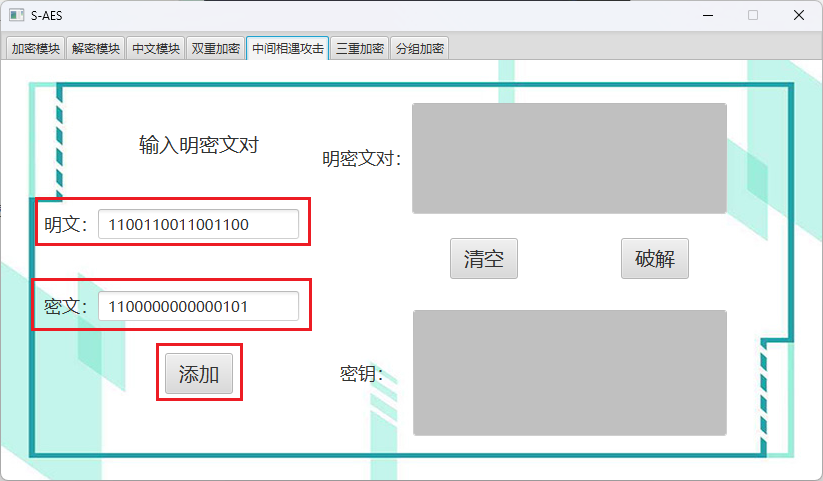 S-AES
加密模块 解密模块 中文模块 双重加密 中间相遇攻击 三重加密 分组加密
输入明密文对
明密文对：
明文： 1100110011001100
清空 破解
密文： 1100000000000101
添加
密钥：